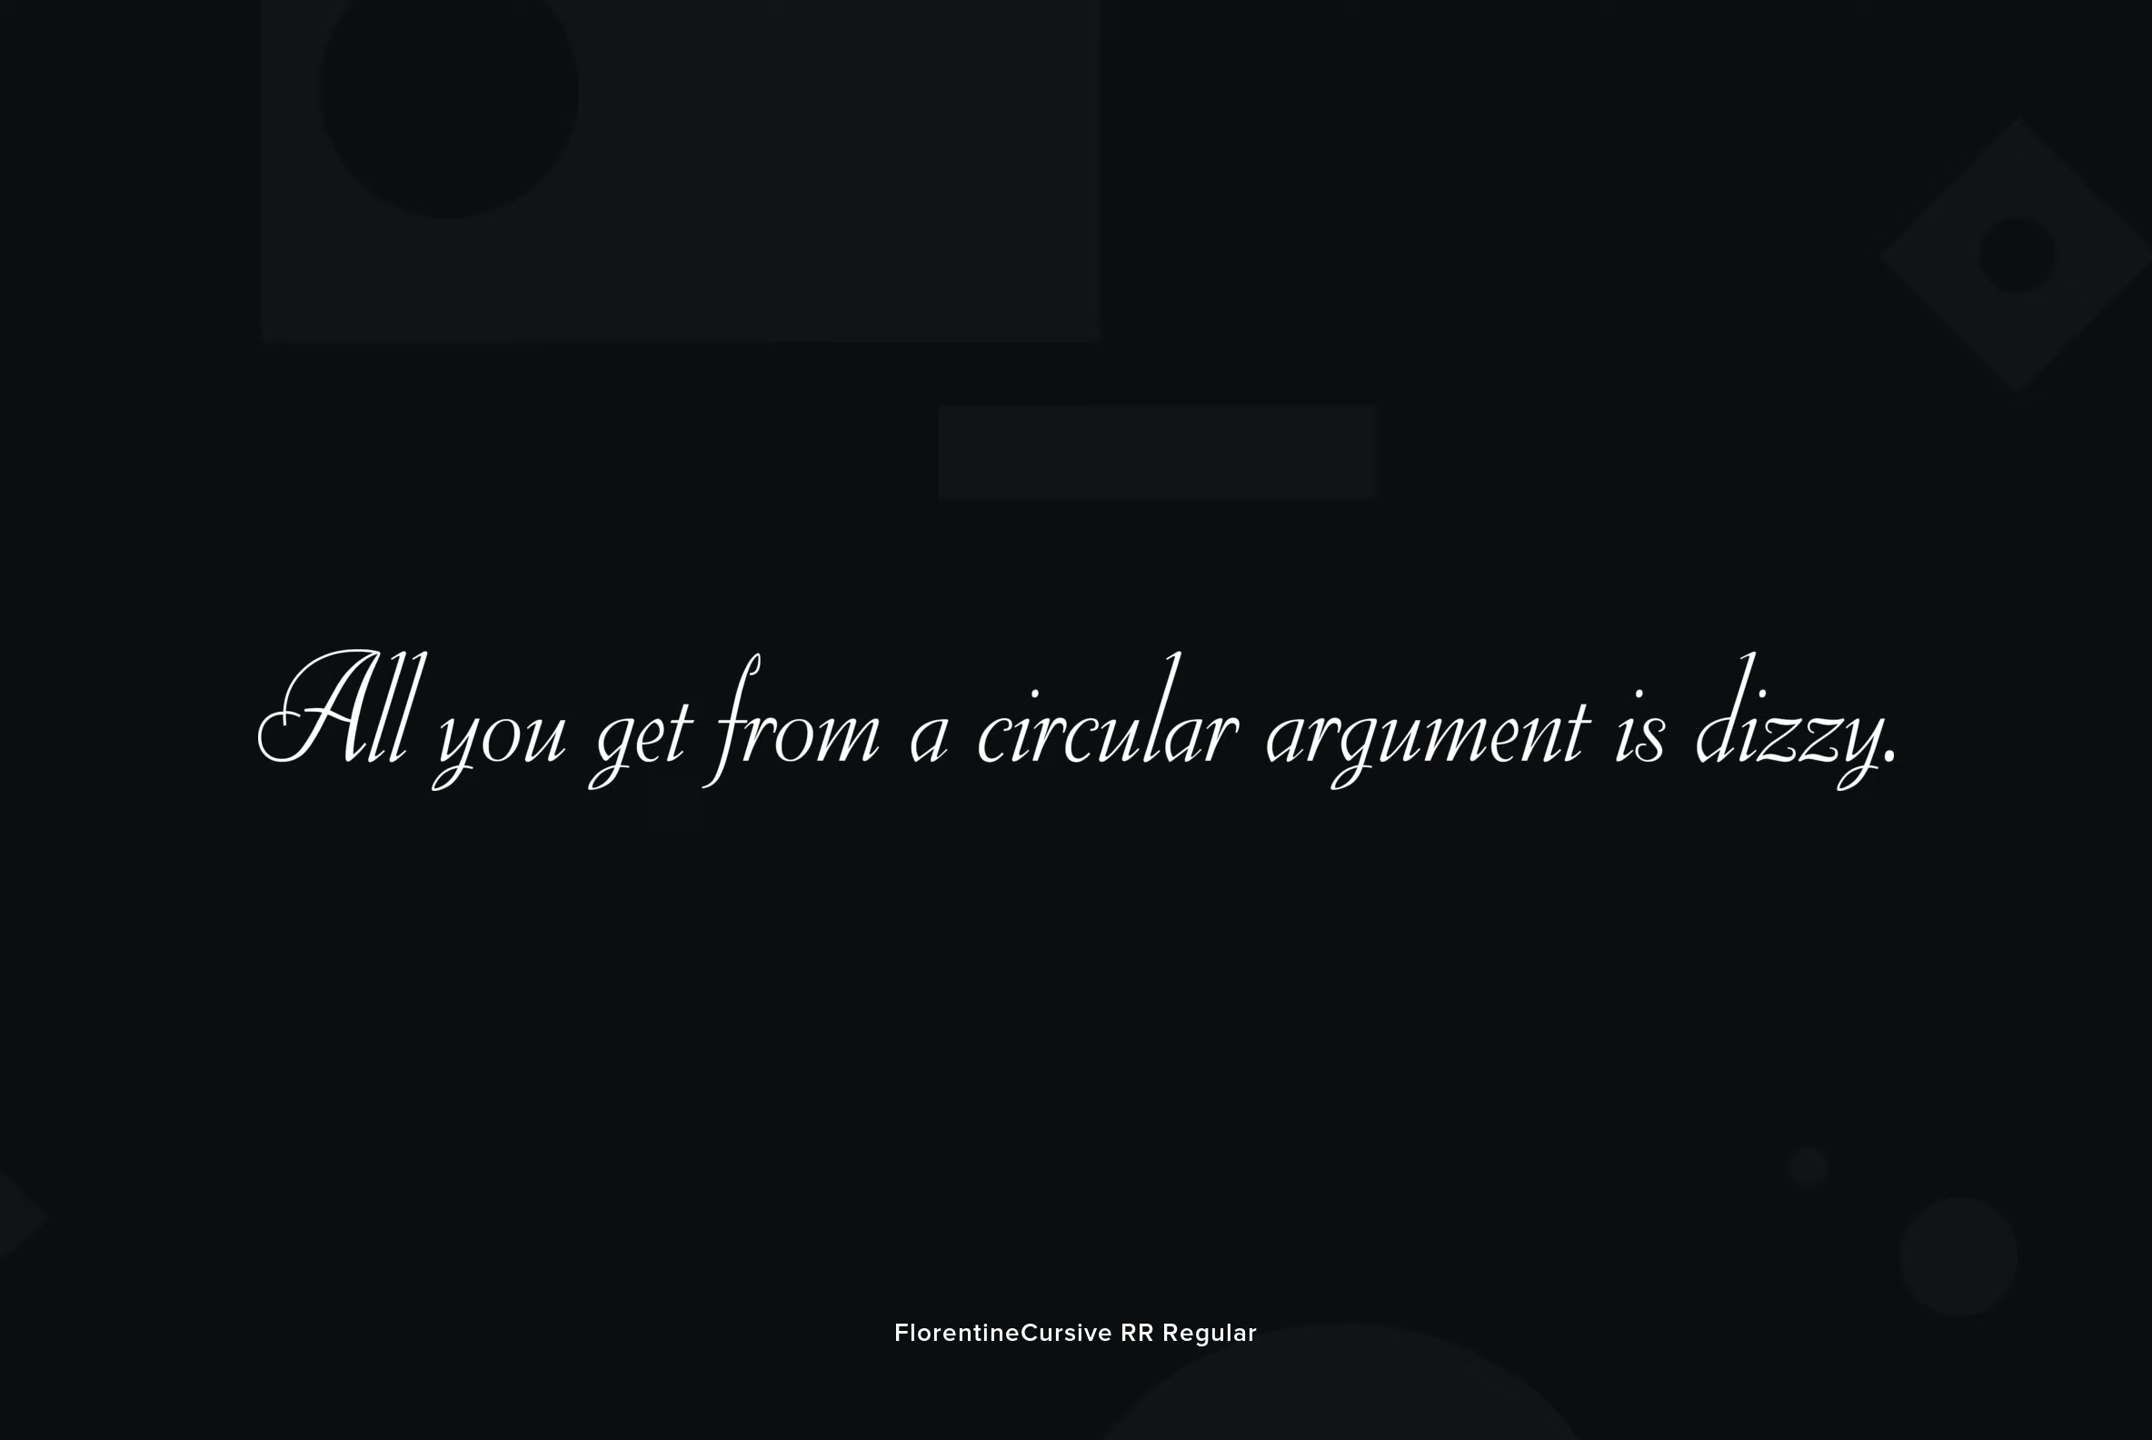 All you get from a circular argument is dizzy.
FlorentineCursive RR Regular